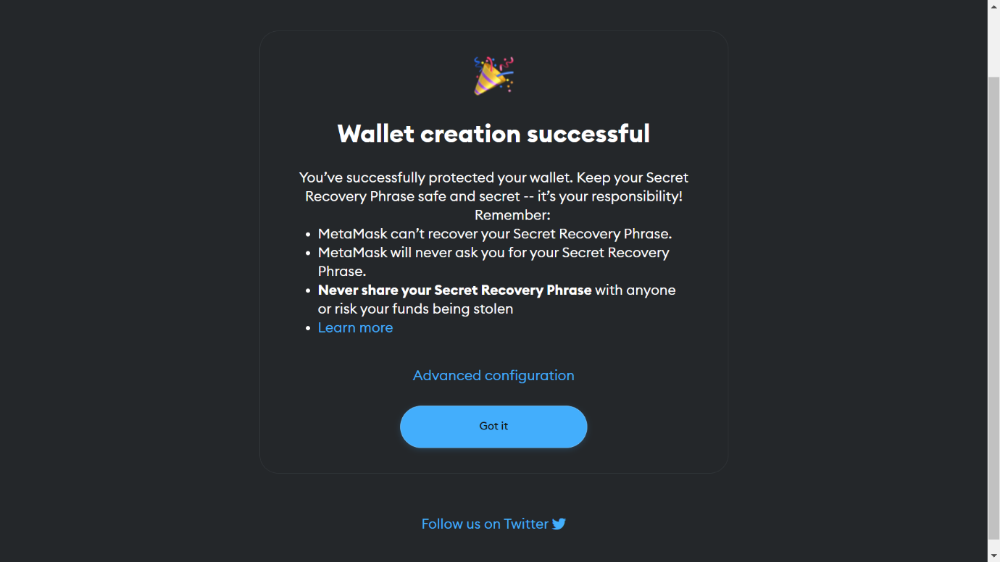 Wallet creation successful
You’ve successfully protected your wallet. Keep your Secret
Recovery Phrase safe and secret -- it’s your responsibility!
Remember:
• MetaMask can’t recover your Secret Recovery Phrase.
• MetaMask will never ask you for your Secret Recovery
Phrase.
• Never share your Secret Recovery Phrase with anyone
or risk your funds being stolen
• Learn more
Advanced configuration
Got it
Follow us on Twitter